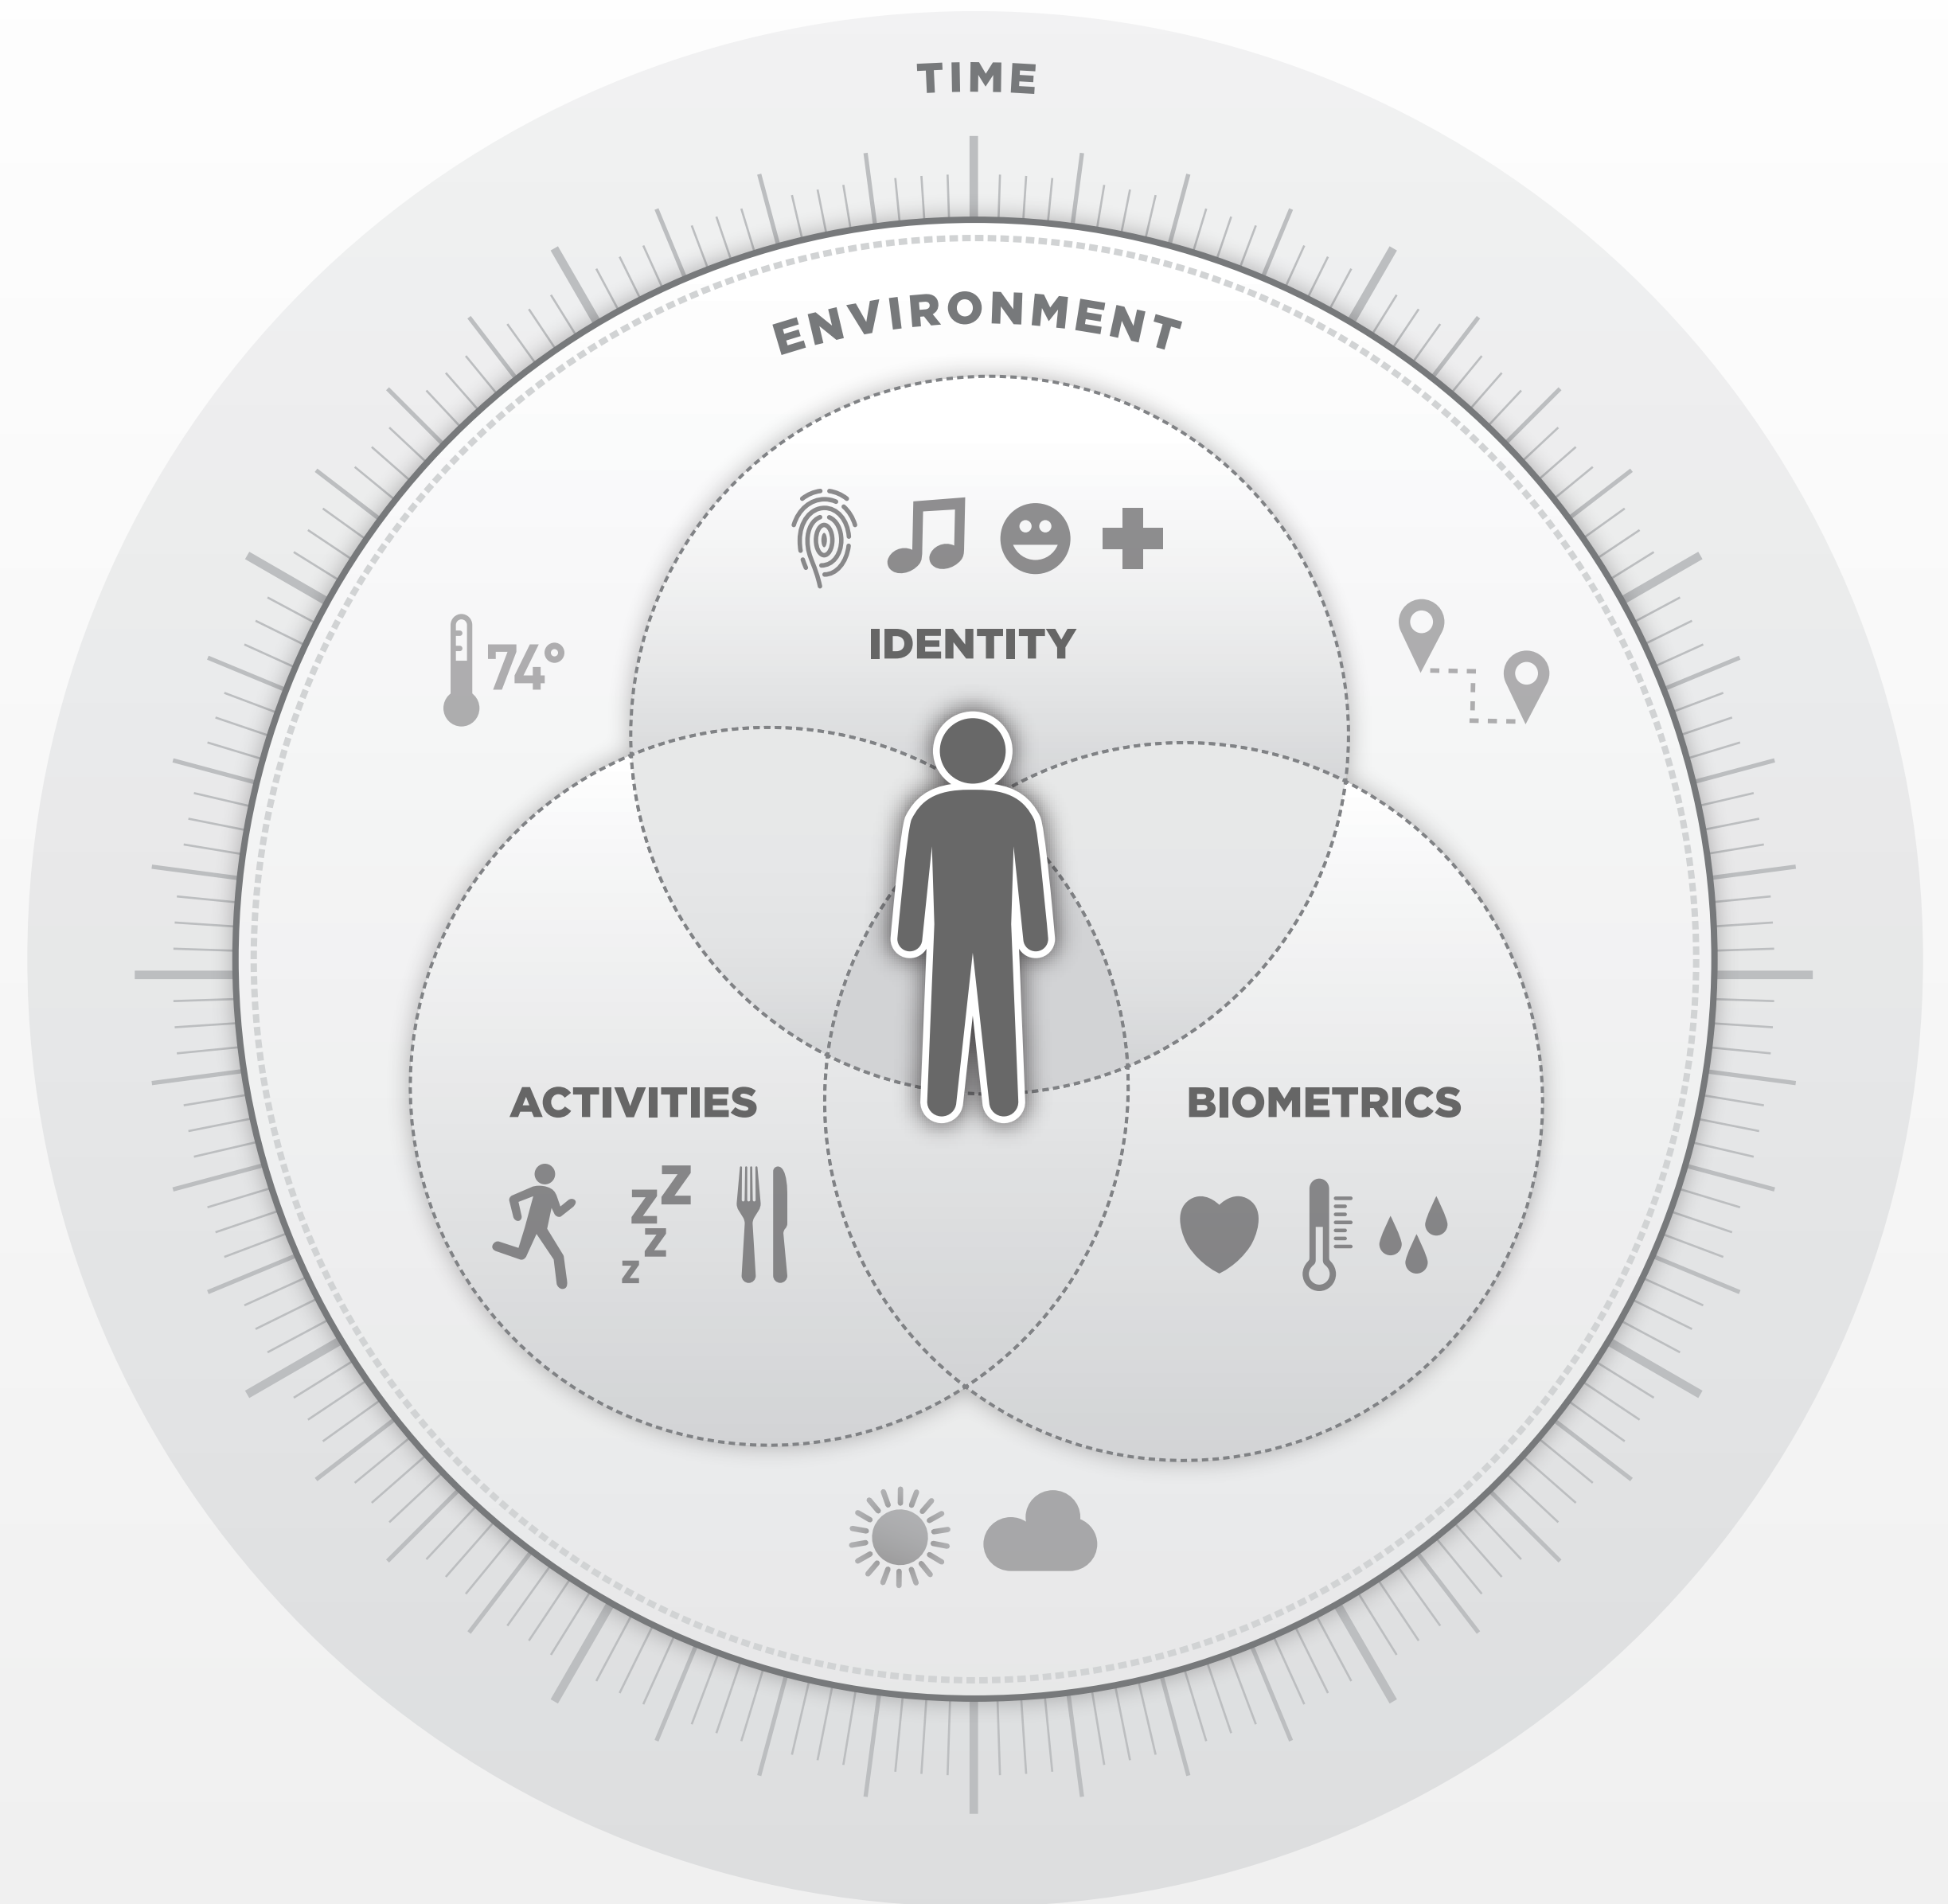 TIME
ENVIRONMENT
IDENTITY
74°
ACTIVITIES
BIOMETRICS
z
z
z
z